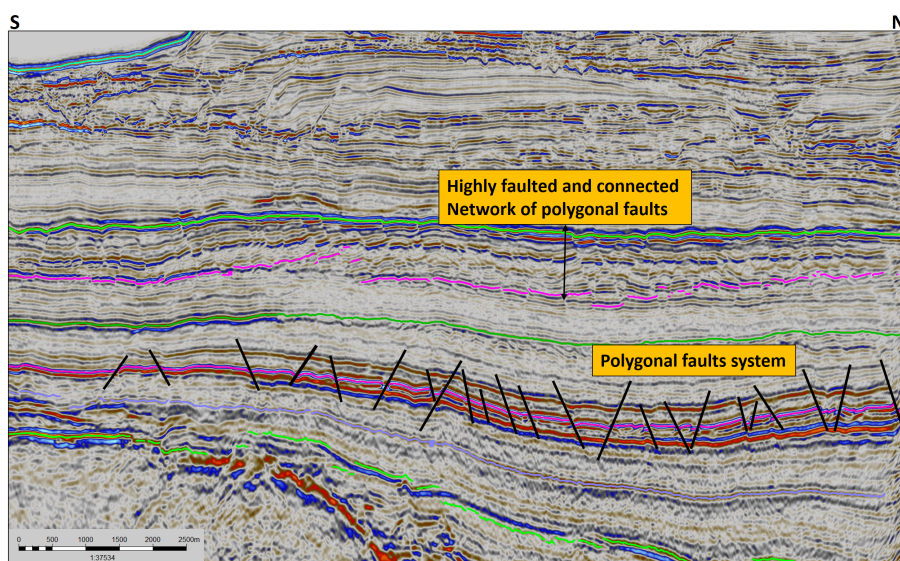 S
N
Highly faulted and connected
Network of polygonal faults
Polygonal faults system
0 500 1000 1500 2000 2500m
1:37534